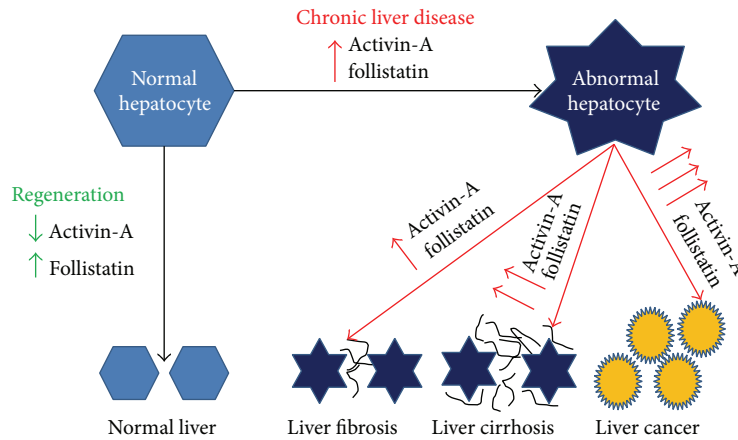 Chronic liver disease
Activin-A
follistatin
Normal
hepatocyte
Abnormal
hepatocyte
Regeneration
Activin-A
Follistatin
Activin-A
follistatin
Activin-A
follistatin
Activin-A
follistatin
Normal liver
Liver fibrosis
Liver cirrhosis
Liver cancer